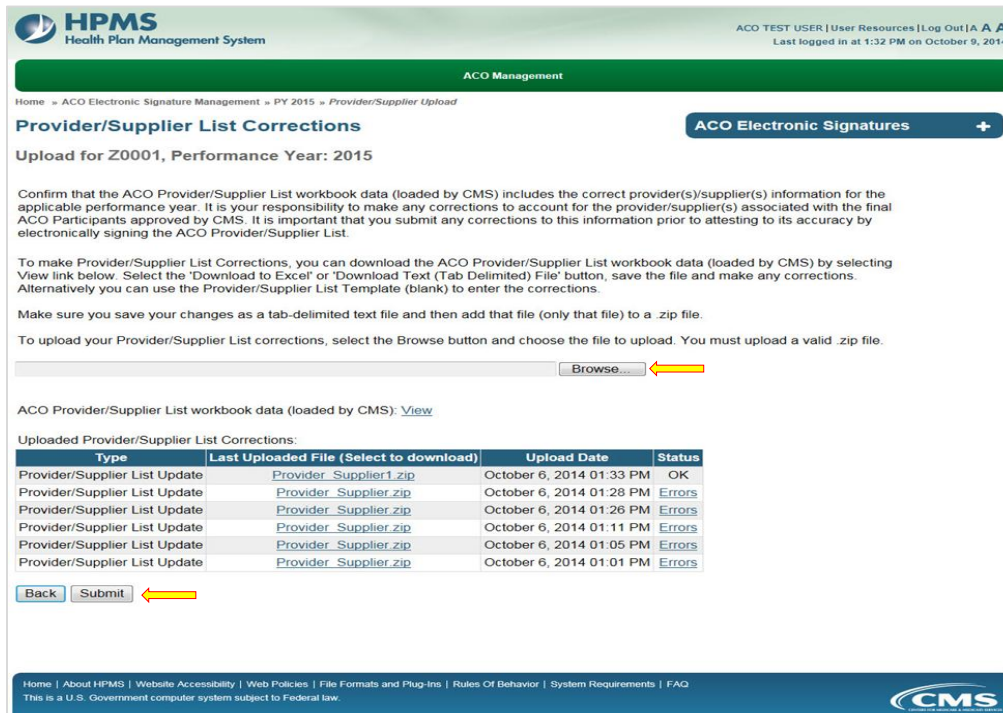 HPMS
Health Plan Management System
ACO TEST USER | User Resources | Log Out | A A A
Last logged in at 1:32 PM on October 9, 2014
ACO Management
Home » ACO Electronic Signature Management » PY 2015 » Provider/Supplier Upload
Provider/Supplier List Corrections
ACO Electronic Signatures +
Upload for Z0001, Performance Year: 2015
Confirm that the ACO Provider/Supplier List workbook data (loaded by CMS) includes the correct provider(s)/supplier(s) information for the
applicable performance year. It is your responsibility to make any corrections to account for the provider/supplier(s) associated with the final
ACO Participants approved by CMS. It is important that you submit any corrections to this information prior to attesting to its accuracy by
electronically signing the ACO Provider/Supplier List.
To make Provider/Supplier List Corrections, you can download the ACO Provider/Supplier List workbook data (loaded by CMS) by selecting
View link below. Select the 'Download to Excel' or 'Download Text (Tab Delimited) File' button, save the file and make any corrections.
Alternatively you can use the Provider/Supplier List Template (blank) to enter the corrections.
Make sure you save your changes as a tab-delimited text file and then add that file (only that file) to a .zip file.
To upload your Provider/Supplier List corrections, select the Browse button and choose the file to upload. You must upload a valid .zip file.
Browse...
ACO Provider/Supplier List workbook data (loaded by CMS): View
Uploaded Provider/Supplier List Corrections:
Type Last Uploaded File (Select to download) Upload Date Status
Provider/Supplier List Update Provider_Supplier1.zip October 6, 2014 01:33 PM OK
Provider/Supplier List Update Provider_Supplier.zip October 6, 2014 01:28 PM Errors
Provider/Supplier List Update Provider_Supplier.zip October 6, 2014 01:26 PM Errors
Provider/Supplier List Update Provider_Supplier.zip October 6, 2014 01:11 PM Errors
Provider/Supplier List Update Provider_Supplier.zip October 6, 2014 01:05 PM Errors
Provider/Supplier List Update Provider_Supplier.zip October 6, 2014 01:01 PM Errors
Back Submit
Home | About HPMS | Website Accessibility | Web Policies | File Formats and Plug-Ins | Rules Of Behavior | System Requirements | FAQ
This is a U.S. Government computer system subject to Federal law.
CMS